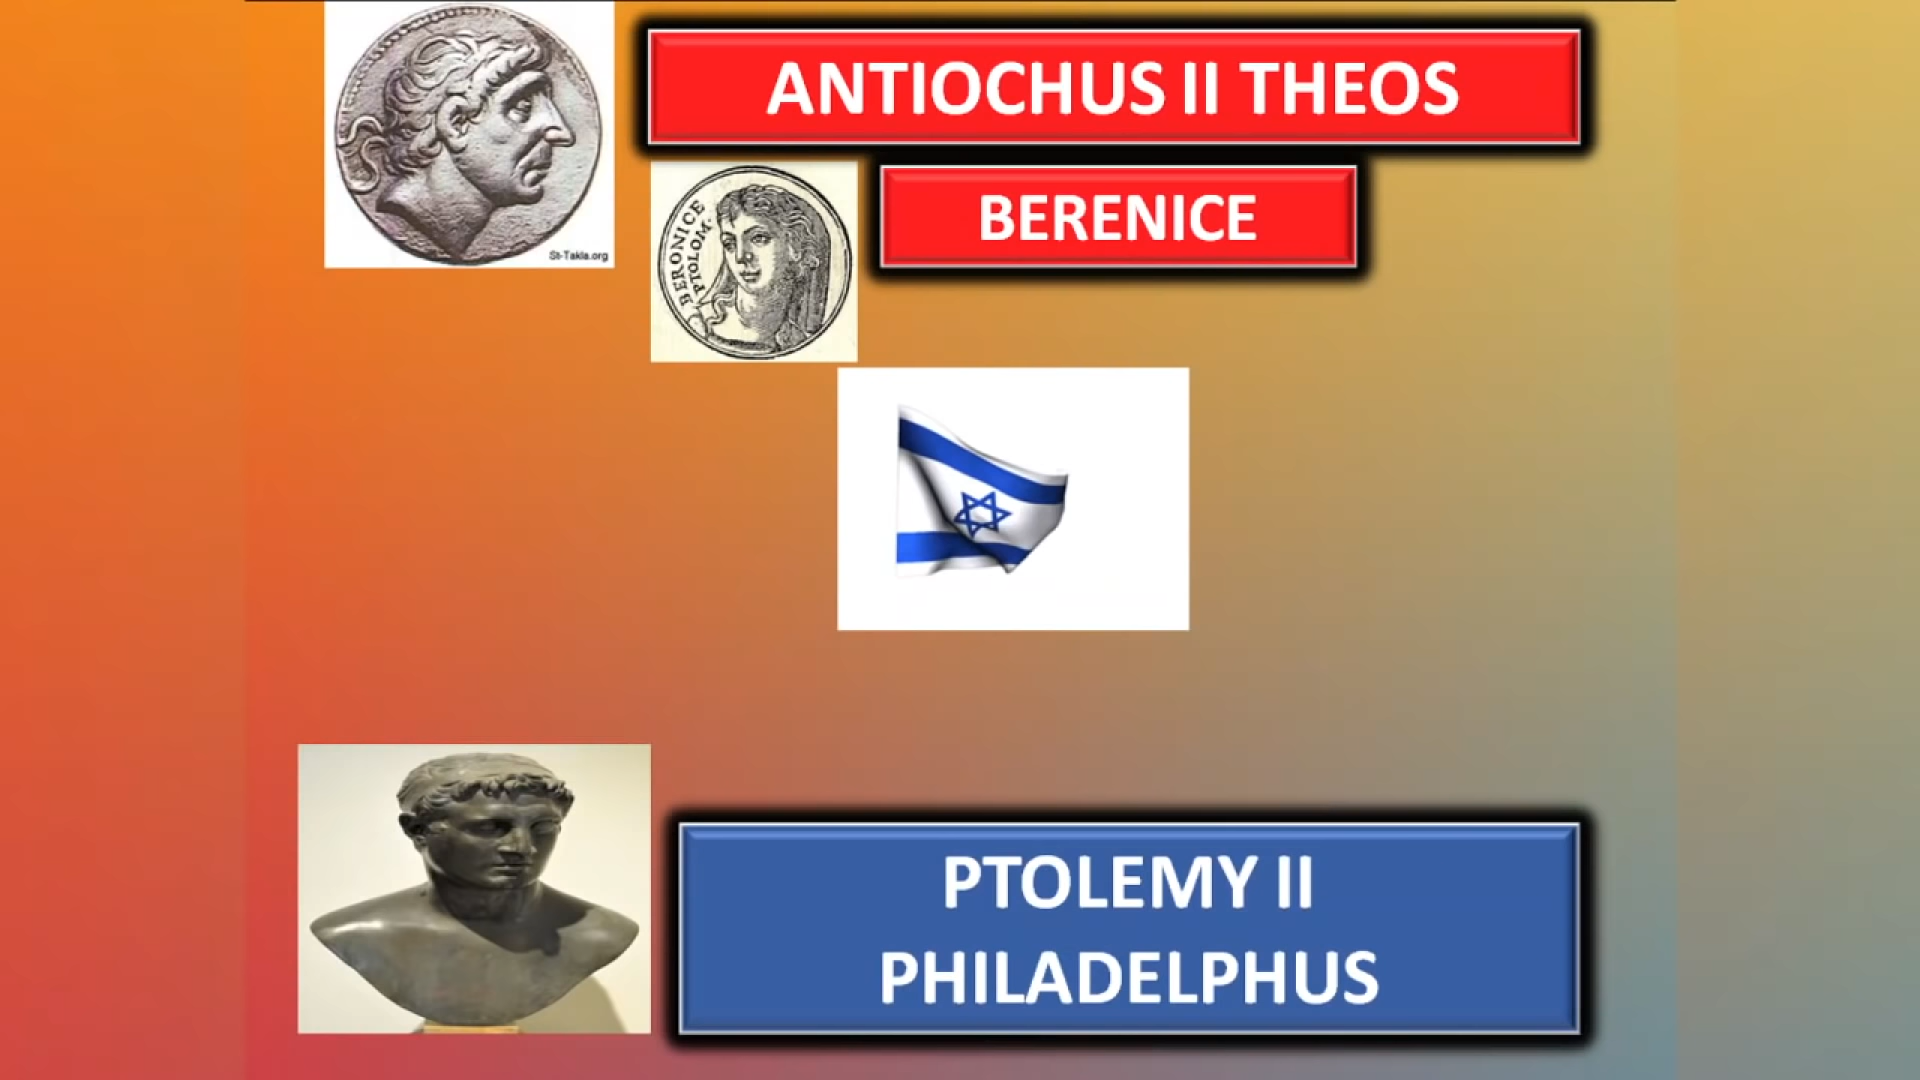 ANTIOCHUS II THEOS
St-Takla.org
BERENICE
BERONICE
PTOLOM.
PTOLEMY II
PHILADELPHUS